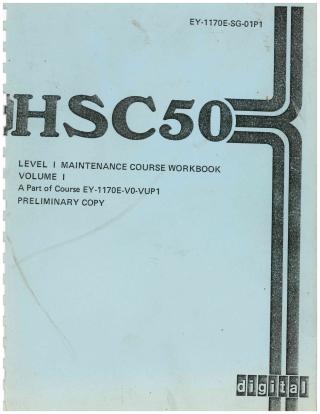 EY-1170E-SG-01P1
HSC50
LEVEL I MAINTENANCE COURSE WORKBOOK
VOLUME I
A Part of Course EY-1170E-V0-VUP1
PRELIMINARY COPY
digital